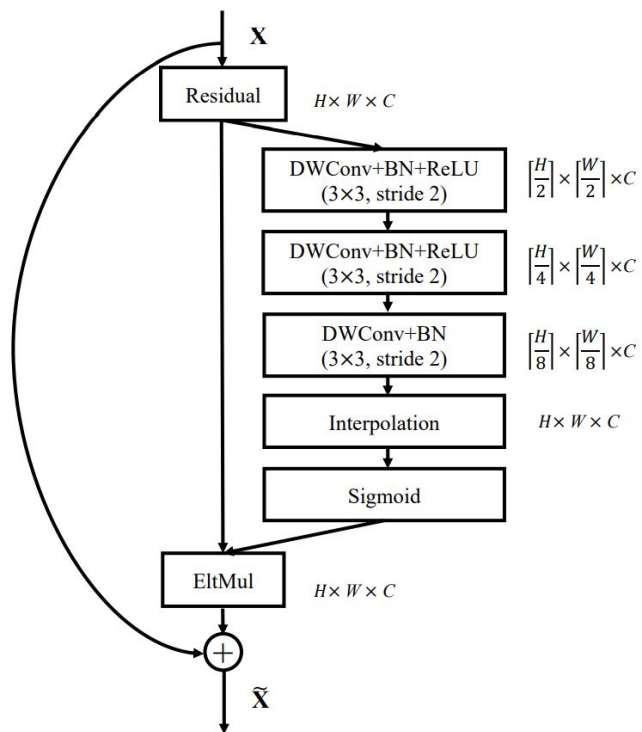 X
Residual
H × W × C
DWConv+BN+ReLU
(3×3, stride 2)
⌈H/2⌉ × ⌈W/2⌉ × C
DWConv+BN+ReLU
(3×3, stride 2)
⌈H/4⌉ × ⌈W/4⌉ × C
DWConv+BN
(3×3, stride 2)
⌈H/8⌉ × ⌈W/8⌉ × C
Interpolation
H × W × C
Sigmoid
EltMul
H × W × C
+
X̃